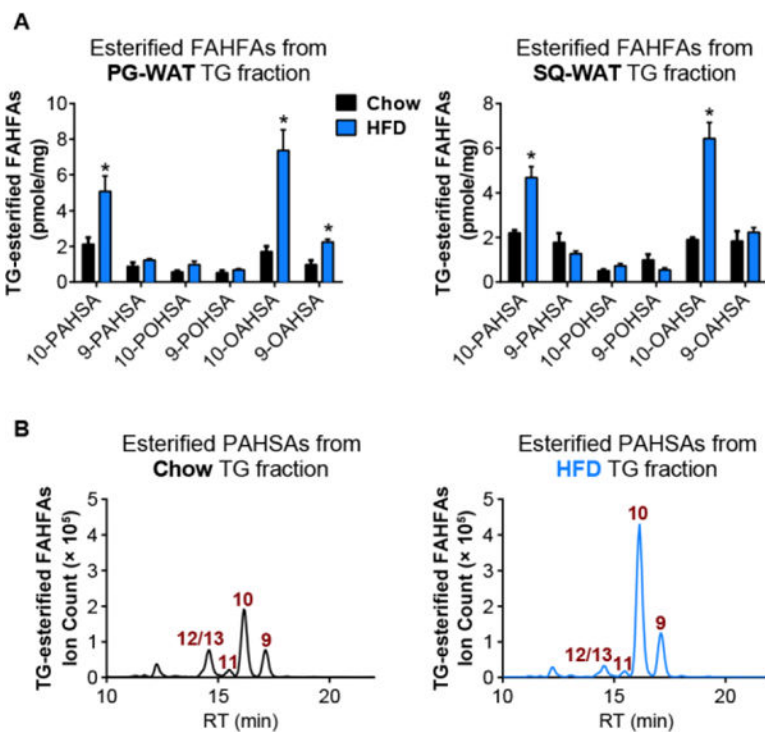 A
Esterified FAHFAs from
PG-WAT TG fraction
TG-esterified FAHFAs
(pmole/mg)
10
8
6
4
2
0
*
*
*
10-PAHSA
9-PAHSA
10-POHSA
9-POHSA
10-OAHSA
9-OAHSA
Chow
HFD
Esterified FAHFAs from
SQ-WAT TG fraction
TG-esterified FAHFAs
(pmole/mg)
8
6
4
2
0
*
*
10-PAHSA
9-PAHSA
10-POHSA
9-POHSA
10-OAHSA
9-OAHSA
B
Esterified PAHSAs from
Chow TG fraction
TG-esterified FAHFAs
Ion Count (× 10⁵)
5
4
3
2
1
0
12/13
11
10
9
10 15 20
RT (min)
Esterified PAHSAs from
HFD TG fraction
TG-esterified FAHFAs
Ion Count (× 10⁵)
5
4
3
2
1
0
12/13
11
10
9
10 15 20
RT (min)